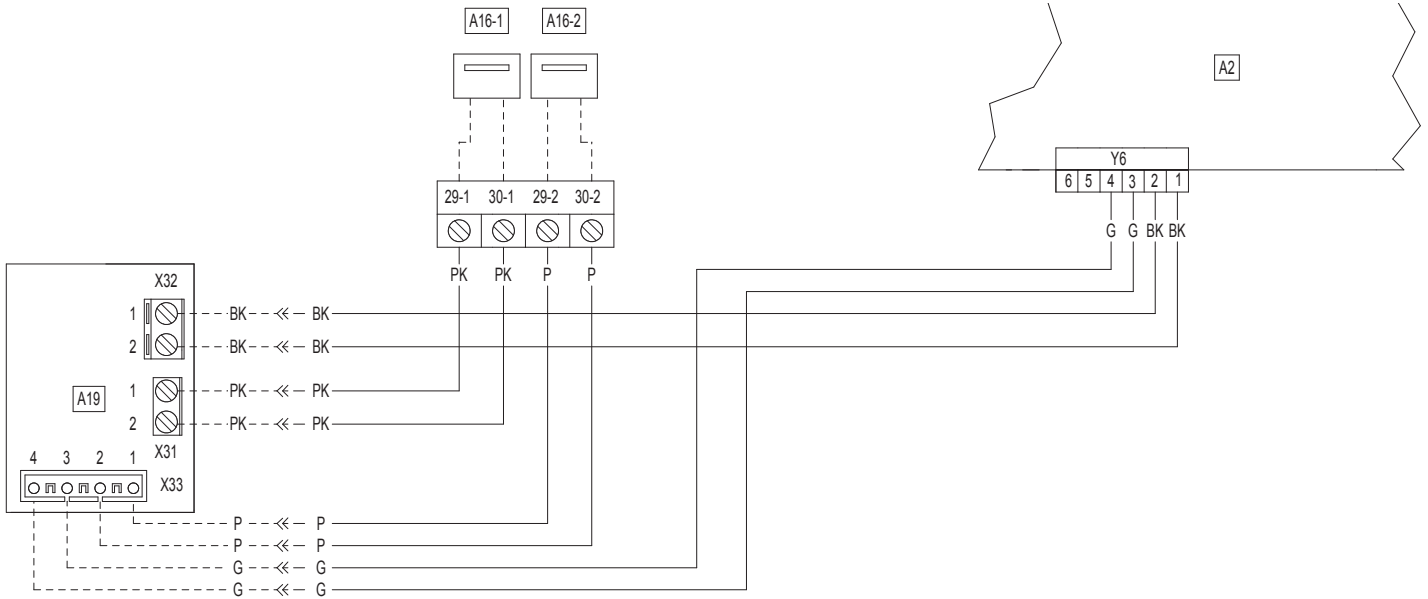 A16-1 A16-2
A2
Y6
6 5 4 3 2 1
29-1 30-1 29-2 30-2
G G BK BK
PK PK P P
X32
1 BK BK
2 BK BK
A19
1 PK PK
2 PK PK
X31
4 3 2 1
X33
P P
P P
G G
G G